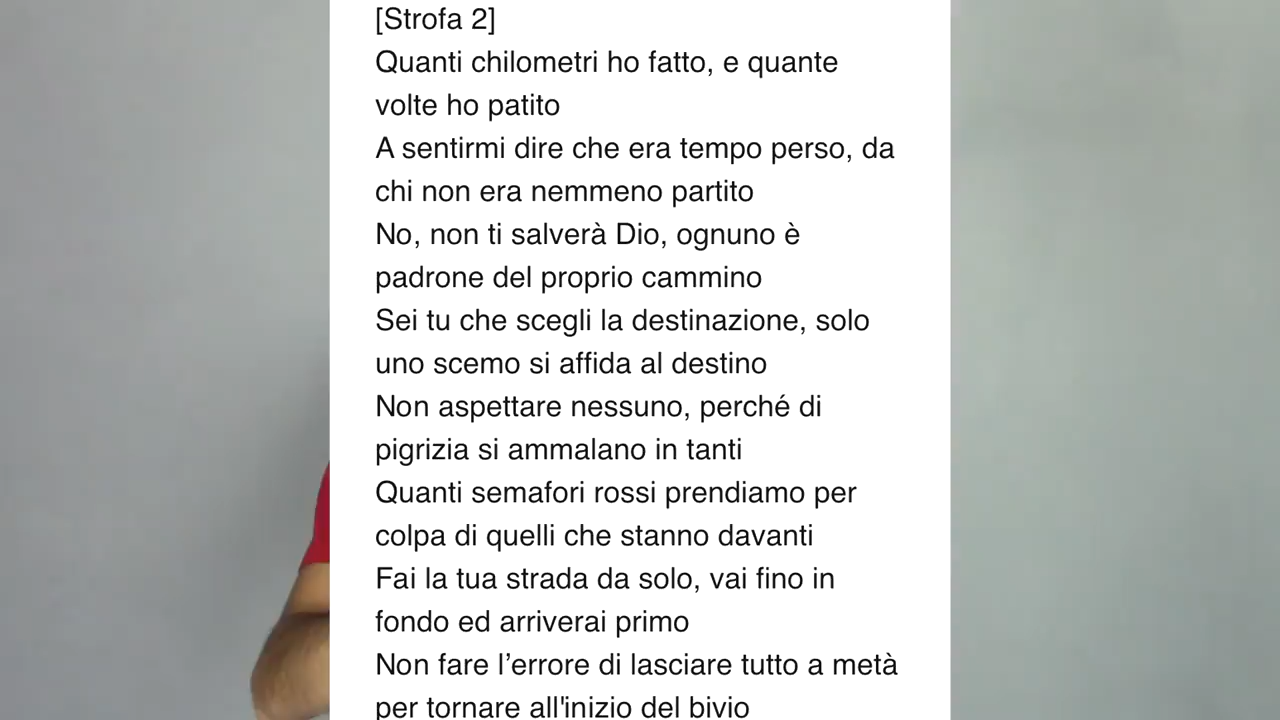 [Strofa 2]
Quanti chilometri ho fatto, e quante
volte ho patito
A sentirmi dire che era tempo perso, da
chi non era nemmeno partito
No, non ti salverà Dio, ognuno è
padrone del proprio cammino
Sei tu che scegli la destinazione, solo
uno scemo si affida al destino
Non aspettare nessuno, perché di
pigrizia si ammalano in tanti
Quanti semafori rossi prendiamo per
colpa di quelli che stanno davanti
Fai la tua strada da solo, vai fino in
fondo ed arriverai primo
Non fare l’errore di lasciare tutto a metà
per tornare all'inizio del bivio